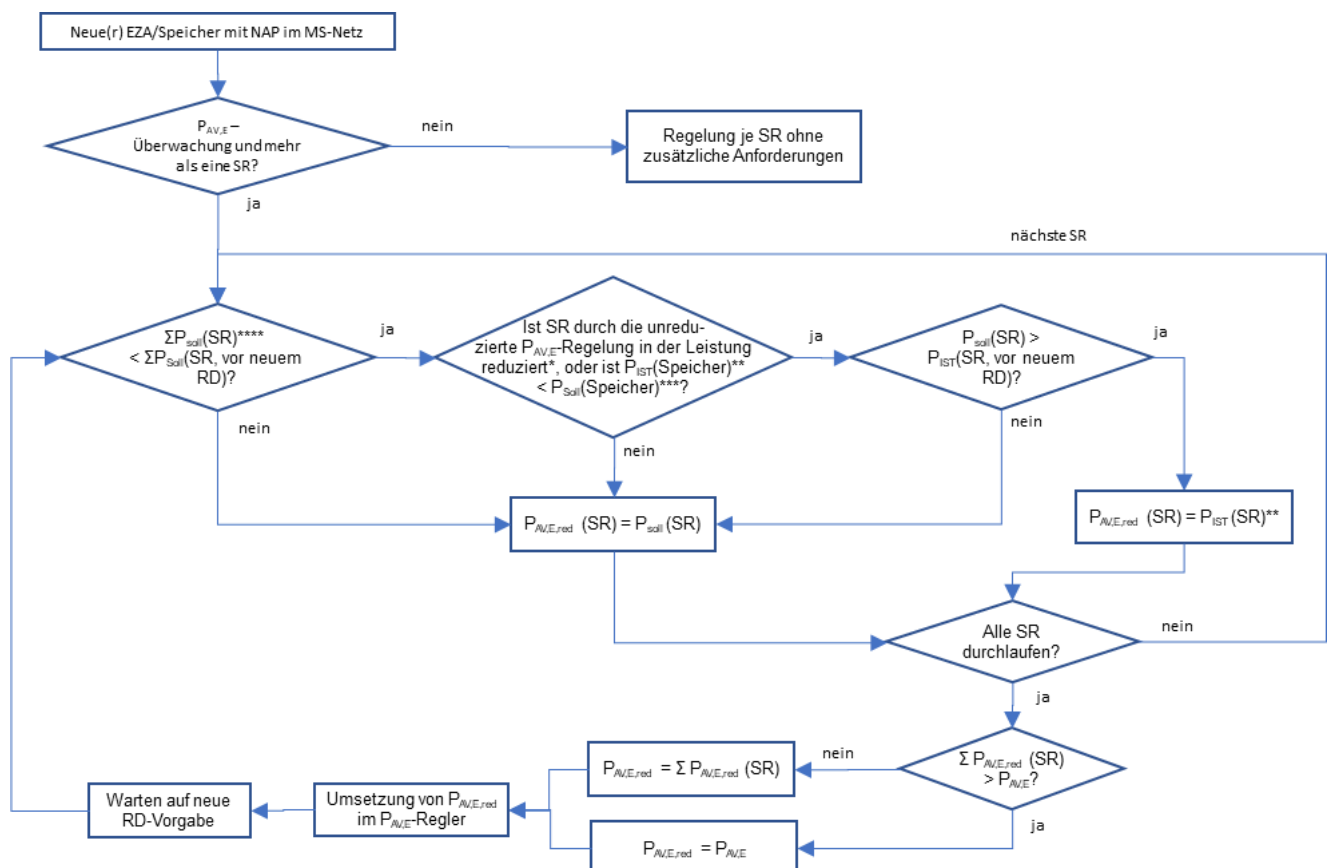 Neue(r) EZA/Speicher mit NAP im MS-Netz
P_AV,E –
Überwachung und mehr
als eine SR?
nein
Regelung je SR ohne
zusätzliche Anforderungen
ja
nächste SR
ΣP_soll(SR)****
< ΣP_Soll(SR, vor neuem
RD)?
ja
Ist SR durch die unredu-
zierte P_AV,E-Regelung in der Leistung
reduziert*, oder ist P_IST(Speicher)**
< P_Soll(Speicher)***?
ja
P_soll(SR) >
P_IST(SR, vor neuem
RD)?
ja
nein
nein
nein
P_AV,E,red (SR) = P_soll(SR)
P_AV,E,red (SR) = P_IST(SR)**
Alle SR
durchlaufen?
nein
ja
Σ P_AV,E,red (SR)
> P_AV,E?
nein
P_AV,E,red = Σ P_AV,E,red (SR)
ja
P_AV,E,red = P_AV,E
Umsetzung von P_AV,E,red
im P_AV,E-Regler
Warten auf neue
RD-Vorgabe